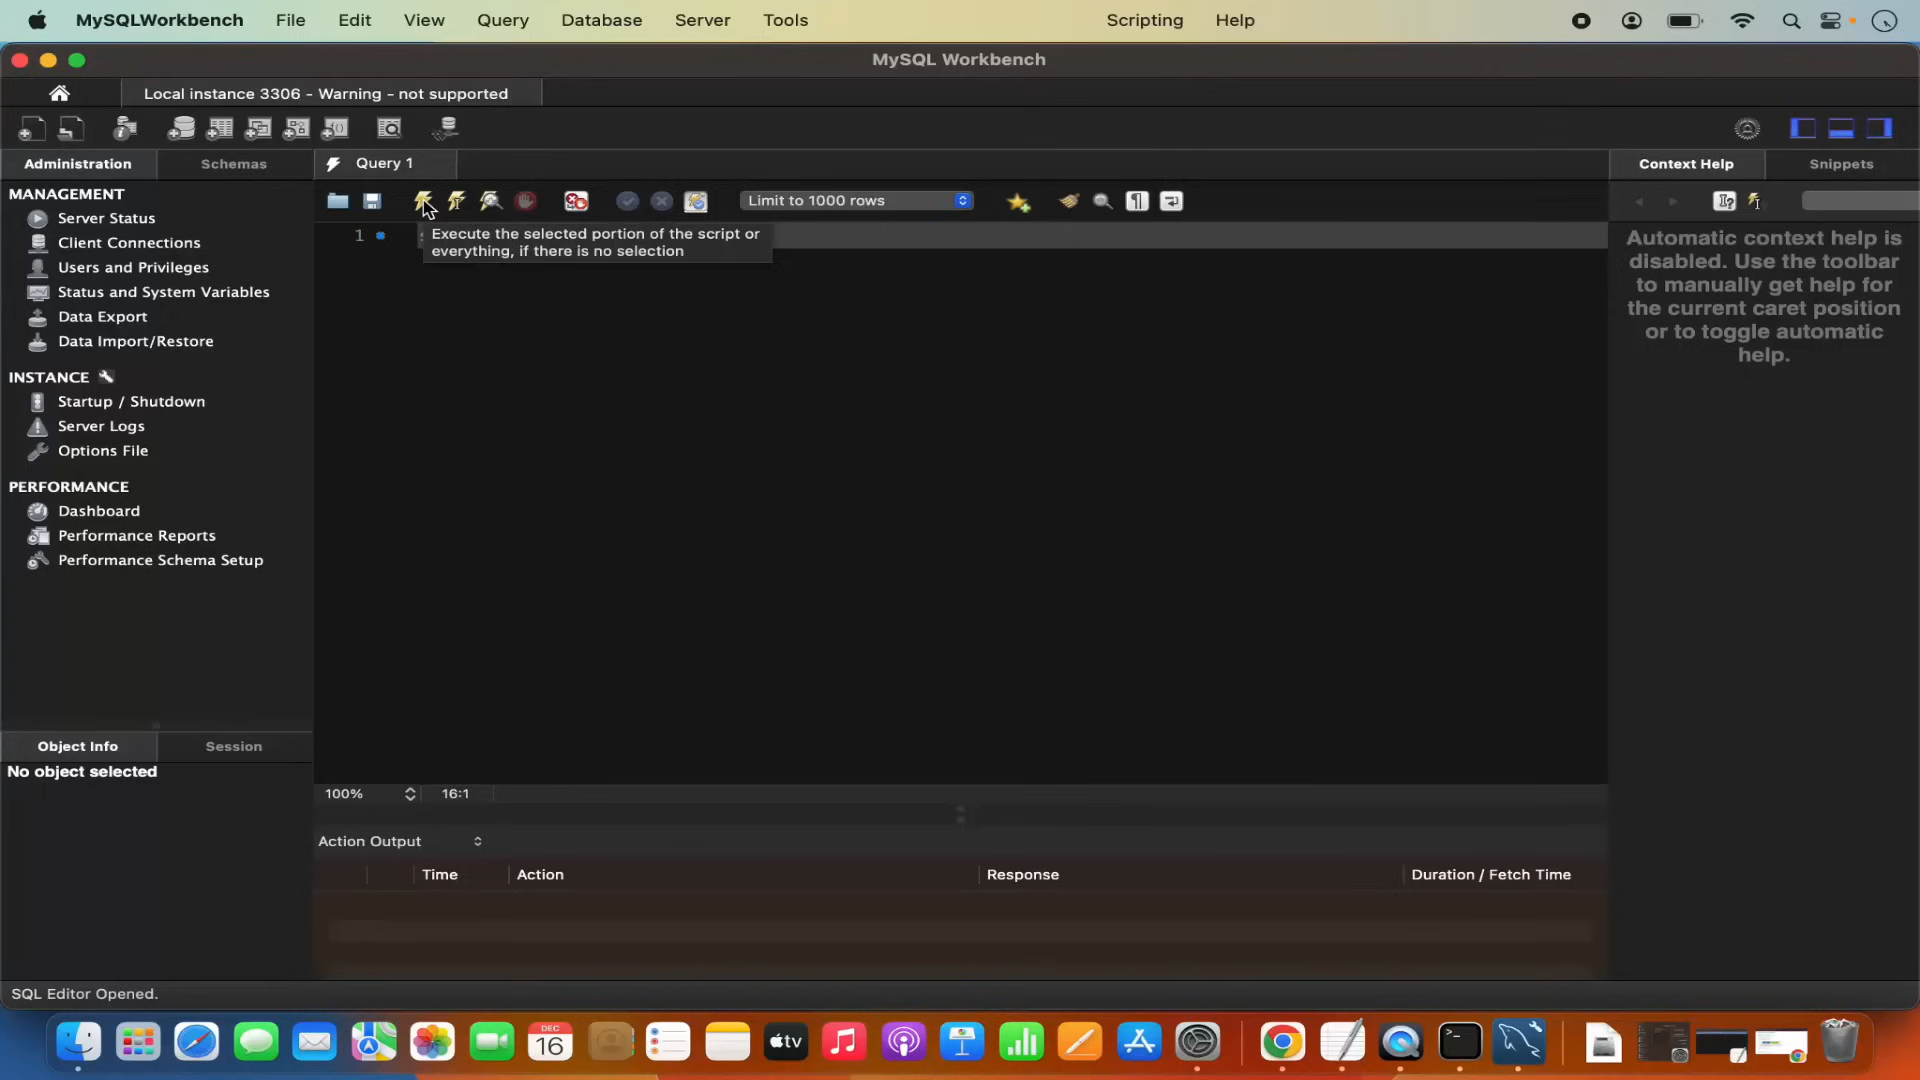 MySQLWorkbench File Edit View Query Database Server Tools Scripting Help
MySQL Workbench
Local instance 3306 - Warning - not supported
Administration Schemas Query 1 Context Help Snippets
MANAGEMENT
Server Status
Client Connections
Users and Privileges
Status and System Variables
Data Export
Data Import/Restore
INSTANCE
Startup / Shutdown
Server Logs
Options File
PERFORMANCE
Dashboard
Performance Reports
Performance Schema Setup
Limit to 1000 rows
1
Execute the selected portion of the script or
everything, if there is no selection
Automatic context help is
disabled. Use the toolbar
to manually get help for
the current caret position
or to toggle automatic
help.
Object Info Session
No object selected
100% 16:1
Action Output
Time Action Response Duration / Fetch Time
SQL Editor Opened.
DEC
16
tv